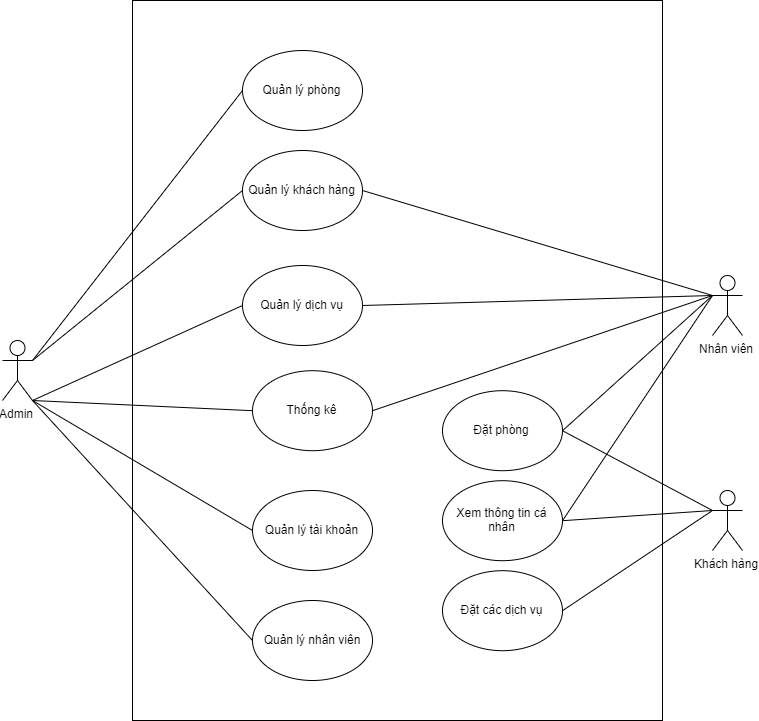 Quản lý phòng
Quản lý khách hàng
Quản lý dịch vụ
Nhân viên
Thống kê
Admin
Đặt phòng
Xem thông tin cá
nhân
Quản lý tài khoản
Khách hàng
Đặt các dịch vụ
Quản lý nhân viên